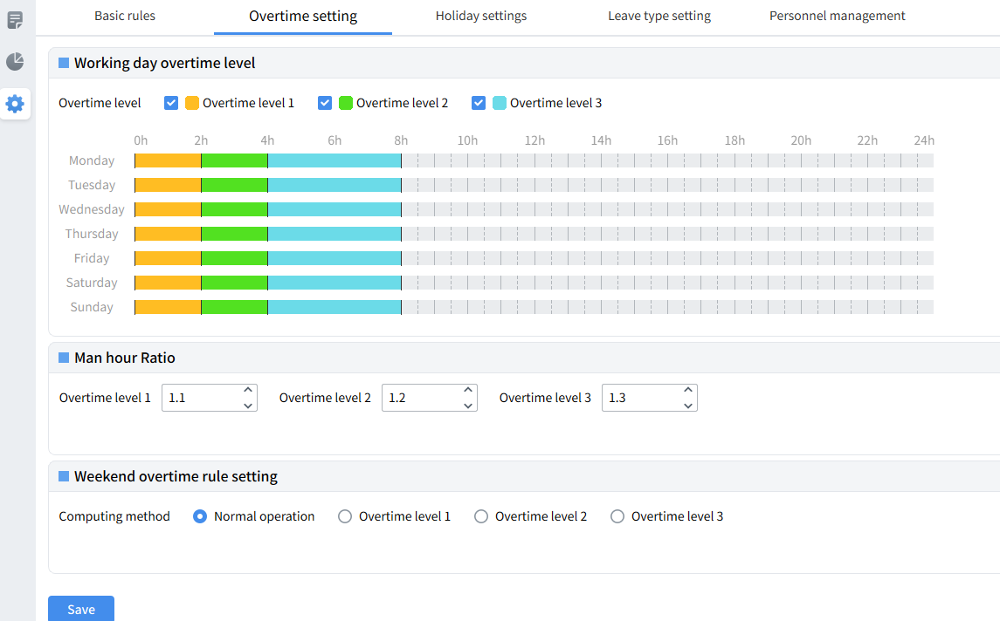 Basic rules Overtime setting Holiday settings Leave type setting Personnel management
Working day overtime level
Overtime level Overtime level 1 Overtime level 2 Overtime level 3
0h 2h 4h 6h 8h 10h 12h 14h 16h 18h 20h 22h 24h
Monday
Tuesday
Wednesday
Thursday
Friday
Saturday
Sunday
Man hour Ratio
Overtime level 1 1.1 Overtime level 2 1.2 Overtime level 3 1.3
Weekend overtime rule setting
Computing method Normal operation Overtime level 1 Overtime level 2 Overtime level 3
Save